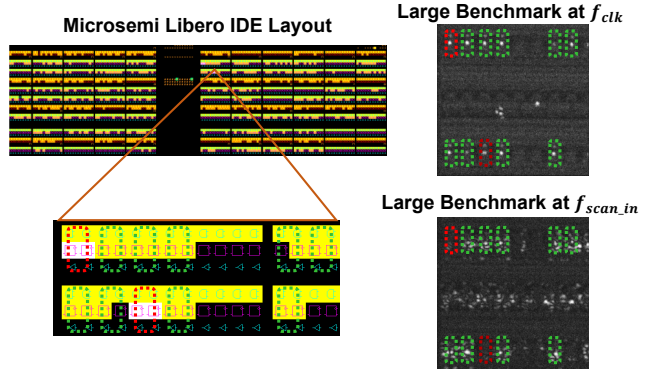 Microsemi Libero IDE Layout
Large Benchmark at f_clk
Large Benchmark at f_scan_in